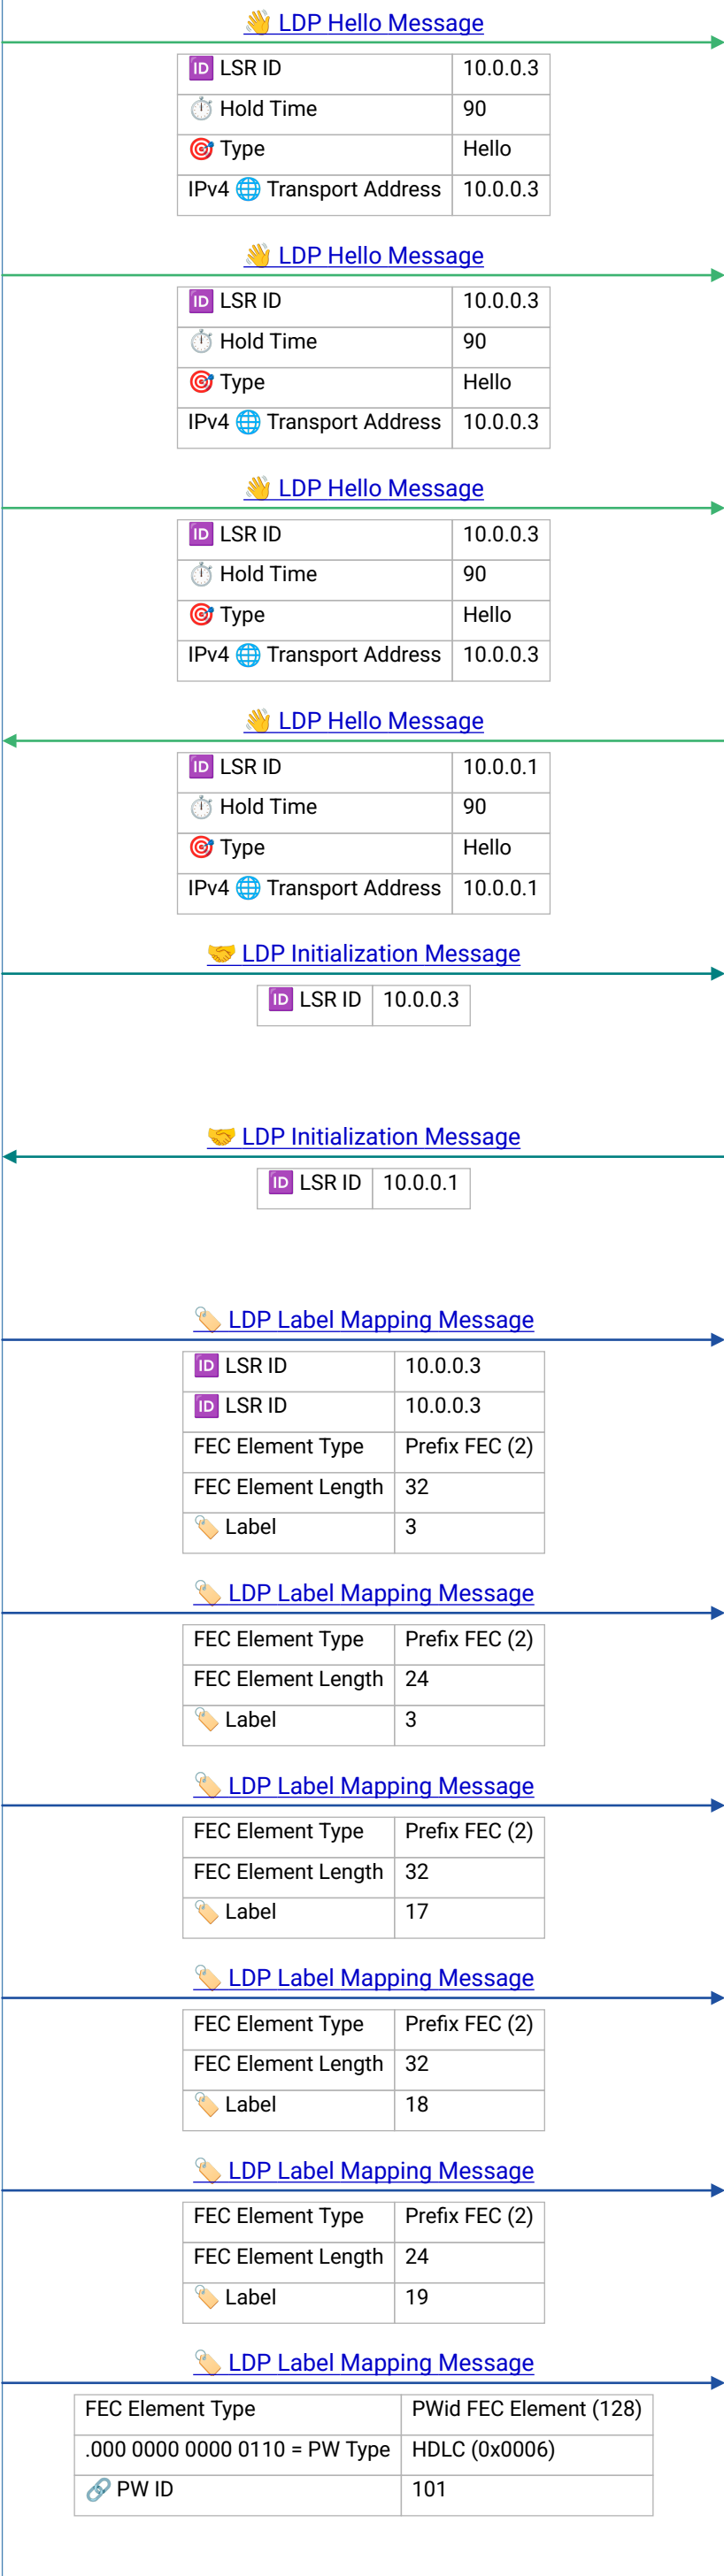 👋 LDP Hello Message
🆔 LSR ID 10.0.0.3
⏱️ Hold Time 90
🎯 Type Hello
IPv4 🌐 Transport Address 10.0.0.3
👋 LDP Hello Message
🆔 LSR ID 10.0.0.3
⏱️ Hold Time 90
🎯 Type Hello
IPv4 🌐 Transport Address 10.0.0.3
👋 LDP Hello Message
🆔 LSR ID 10.0.0.3
⏱️ Hold Time 90
🎯 Type Hello
IPv4 🌐 Transport Address 10.0.0.3
👋 LDP Hello Message
🆔 LSR ID 10.0.0.1
⏱️ Hold Time 90
🎯 Type Hello
IPv4 🌐 Transport Address 10.0.0.1
🤝 LDP Initialization Message
🆔 LSR ID 10.0.0.3
🤝 LDP Initialization Message
🆔 LSR ID 10.0.0.1
🏷️ LDP Label Mapping Message
🆔 LSR ID 10.0.0.3
🆔 LSR ID 10.0.0.3
FEC Element Type Prefix FEC (2)
FEC Element Length 32
🏷️ Label 3
🏷️ LDP Label Mapping Message
FEC Element Type Prefix FEC (2)
FEC Element Length 24
🏷️ Label 3
🏷️ LDP Label Mapping Message
FEC Element Type Prefix FEC (2)
FEC Element Length 32
🏷️ Label 17
🏷️ LDP Label Mapping Message
FEC Element Type Prefix FEC (2)
FEC Element Length 32
🏷️ Label 18
🏷️ LDP Label Mapping Message
FEC Element Type Prefix FEC (2)
FEC Element Length 24
🏷️ Label 19
🏷️ LDP Label Mapping Message
FEC Element Type PWid FEC Element (128)
.000 0000 0000 0110 = PW Type HDLC (0x0006)
🔗 PW ID 101